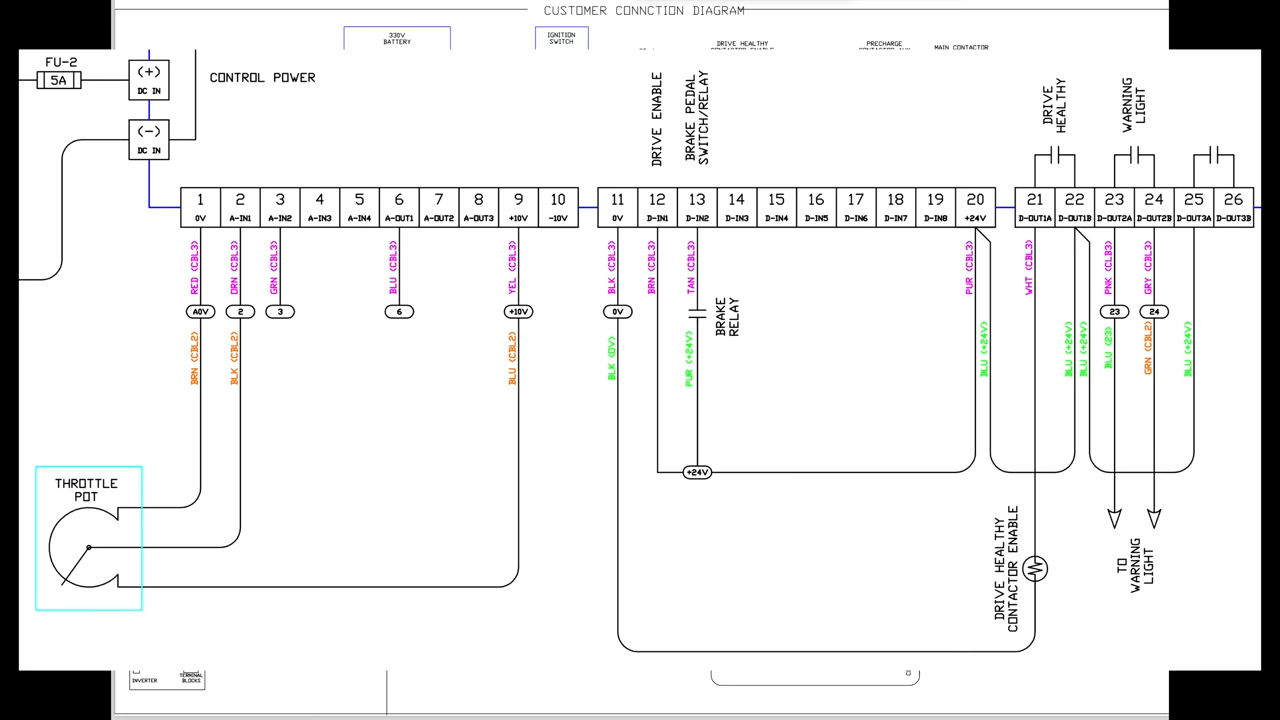 CUSTOMER CONNCTION DIAGRAM
330V
BATTERY
IGNITION
SWITCH
DRIVE HEALTHY
CONTACTOR ENABLE
PRECHARGE
CONTACTOR AUX
MAIN CONTACTOR
FU-2
5A
(+)
DC IN
(-)
DC IN
CONTROL POWER
DRIVE ENABLE
BRAKE PEDAL
SWITCH/RELAY
DRIVE
HEALTHY
WARNING
LIGHT
1 2 3 4 5 6 7 8 9 10 11 12 13 14 15 16 17 18 19 20 21 22 23 24 25 26
0V A-IN1 A-IN2 A-IN3 A-IN4 A-OUT1 A-OUT2 A-OUT3 +10V -10V 0V D-IN1 D-IN2 D-IN3 D-IN4 D-IN5 D-IN6 D-IN7 D-IN8 +24V D-OUT1A D-OUT1B D-OUT2A D-OUT2B D-OUT3A D-OUT3B
RED (CBL3)
ORN (CBL3)
GRN (CBL3)
BLU (CBL3)
YEL (CBL3)
BLK (CBL3)
BRN (CBL3)
TAN (CBL3)
PUR (CBL3)
WHT (CBL3)
PNK (CLB3)
GRY (CBL3)
A0V 2 3 6 +10V 0V 23 24
BRAKE
RELAY
BRN (CBL2)
BLK (CBL2)
BLU (CBL2)
BLK (0V)
PUR (+24V)
BLU (+24V)
BLU (+24V)
BLU (+24V)
BLU (23)
GRN (CBL2)
BLU (+24V)
+24V
THROTTLE
POT
DRIVE HEALTHY
CONTACTOR ENABLE
TO
WARNING
LIGHT
INVERTER
TERMINAL
BLOCKS